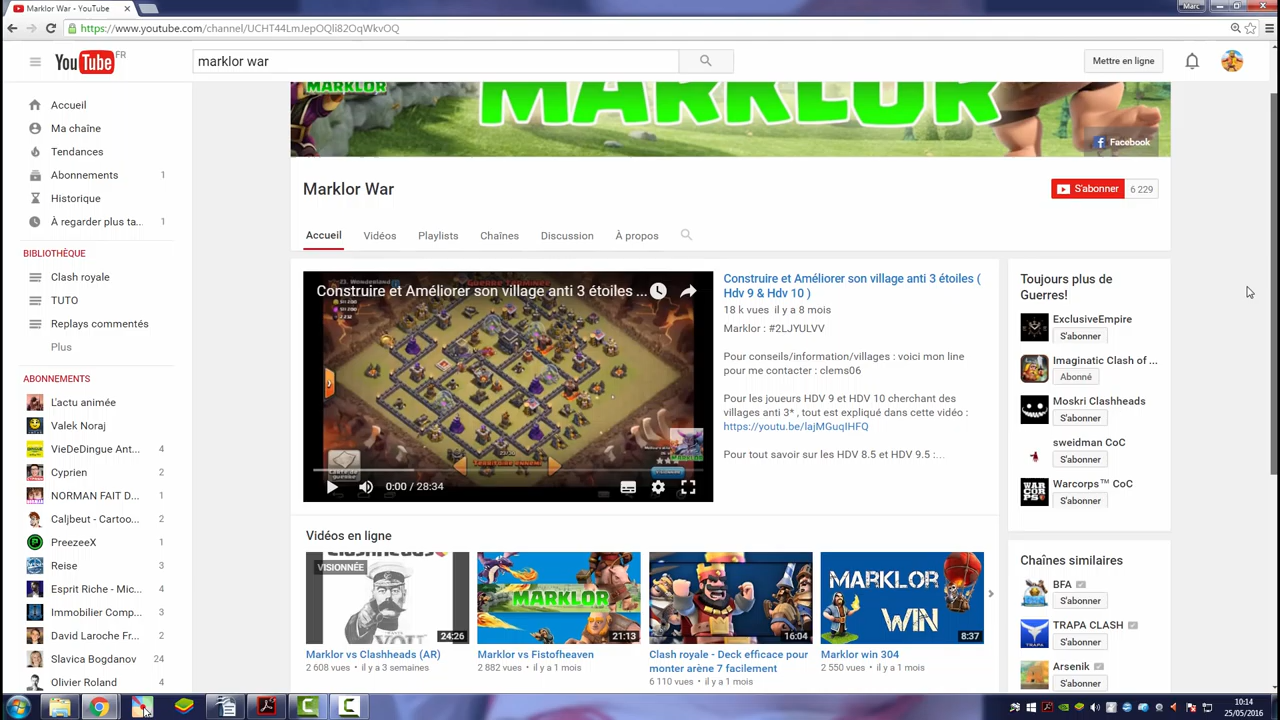 Marklor War - YouTube
Marc
https://www.youtube.com/channel/UCHT44LmJepOQli82OqWkvOQ
YouTube FR
marklor war
Mettre en ligne
MARKLOR
MARKLOR
Facebook
Accueil
Ma chaîne
Tendances
Abonnements 1
Historique
À regarder plus ta... 1
BIBLIOTHÈQUE
Clash royale
TUTO
Replays commentés
Plus
ABONNEMENTS
L'actu animée
Valek Noraj
VieDeDingue Ant... 4
Cyprien 2
NORMAN FAIT D... 1
Caljbeut - Cartoo... 2
PreezeeX 1
Reise 3
Esprit Riche - Mic... 4
Immobilier Comp... 3
David Laroche Fr... 2
Slavica Bogdanov 24
Olivier Roland 4
Marklor War
S'abonner 6 229
Accueil Vidéos Playlists Chaînes Discussion À propos
23. Wonderland
Construire et Améliorer son village anti 3 étoiles ...
0:00 / 28:34
Construire et Améliorer son village anti 3 étoiles (
Hdv 9 & Hdv 10 )
18 k vues il y a 8 mois
Marklor : #2LJYULVV
Pour conseils/information/villages : voici mon line
pour me contacter : clems06
Pour les joueurs HDV 9 et HDV 10 cherchant des
villages anti 3* , tout est expliqué dans cette vidéo :
https://youtu.be/lajMGuqIHFQ
Pour tout savoir sur les HDV 8.5 et HDV 9.5 :...
Vidéos en ligne
VISIONNÉE
24:26
Marklor vs Clashheads (AR)
2 608 vues • il y a 3 semaines
MARKLOR
21:13
Marklor vs Fistofheaven
2 882 vues • il y a 1 mois
16:04
Clash royale - Deck efficace pour
monter arène 7 facilement
6 110 vues • il y a 1 mois
MARKLOR
WIN
8:37
Marklor win 304
2 550 vues • il y a 1 mois
Toujours plus de
Guerres!
ExclusiveEmpire
S'abonner
Imaginatic Clash of ...
Abonné
Moskri Clashheads
S'abonner
sweidman CoC
S'abonner
WAR
CORPS
Warcorps™ CoC
S'abonner
Chaînes similaires
BFA
S'abonner
TRAPA CLASH
S'abonner
Arsenik
S'abonner
10:14
25/05/2016